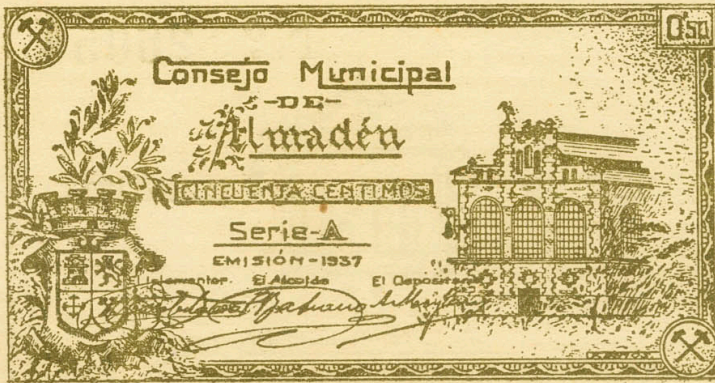 0'50
Consejo Municipal
-DE-
Almadén
CINCUENTA CENTIMOS
Serie-A
EMISIÓN-1937
El Alcalde El Depositario